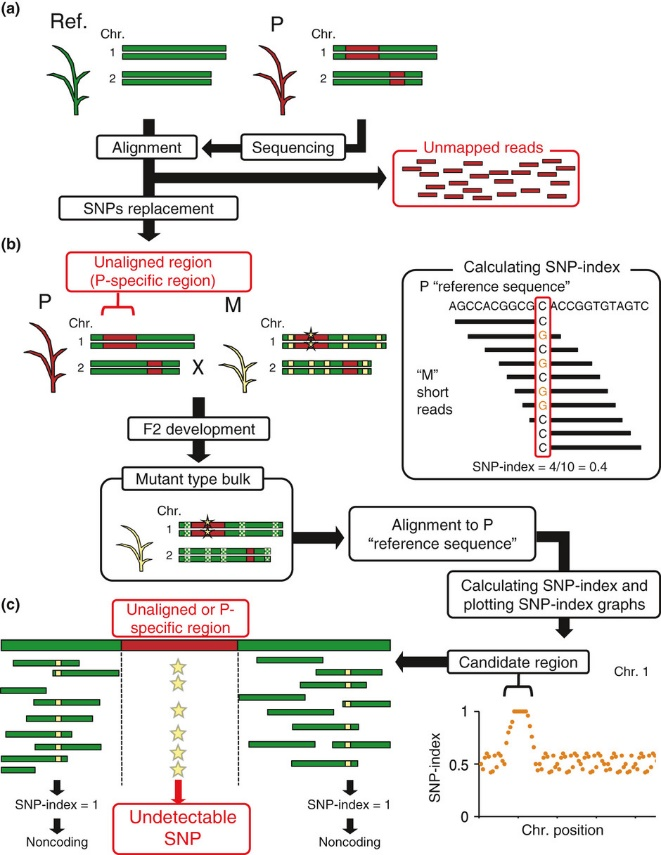 (a)
Ref.
P
Chr.
1
2
Chr.
1
2
Alignment
Sequencing
Unmapped reads
SNPs replacement
(b)
Unaligned region
(P-specific region)
P
M
Chr.
1
2
X
Chr.
1
2
Calculating SNP-index
P “reference sequence”
AGCCACGGCG C ACCGGTGTAGTC
C
G
C
G
C
G
G
C
C
C
“M”
short
reads
SNP-index = 4/10 = 0.4
F2 development
Mutant type bulk
Chr.
1
2
Alignment to P
“reference sequence”
Calculating SNP-index and
plotting SNP-index graphs
(c)
Unaligned or P-
specific region
Candidate region
Chr. 1
SNP-index
1
0.5
0
Chr. position
SNP-index = 1
Noncoding
Undetectable
SNP
SNP-index = 1
Noncoding